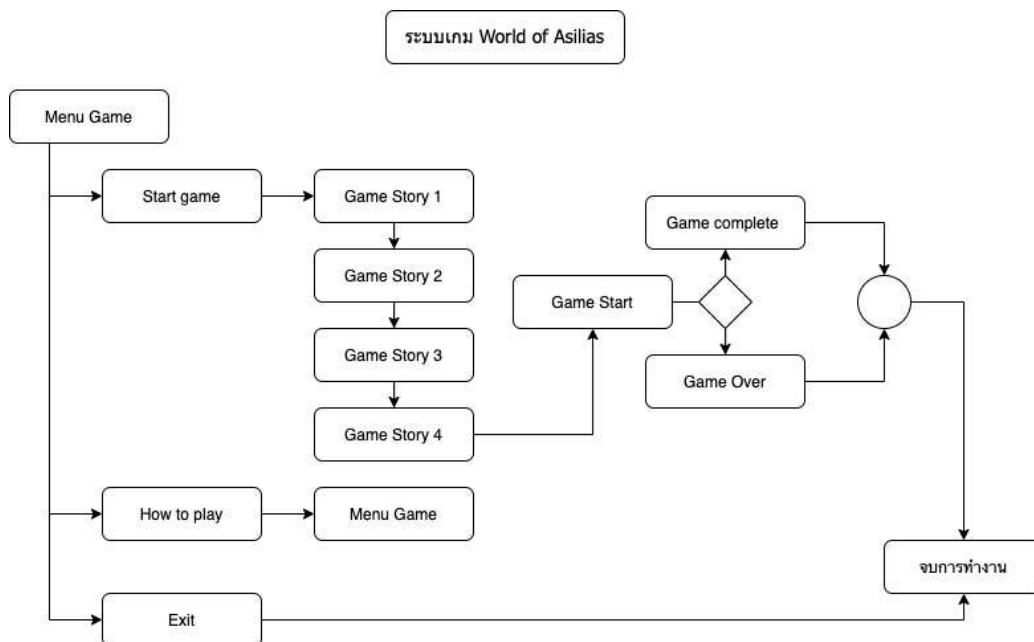 ระบบเกม World of Asilias
Menu Game
Start game
Game Story 1
Game Story 2
Game Story 3
Game Story 4
Game Start
Game complete
Game Over
How to play
Menu Game
Exit
จบการทำงาน